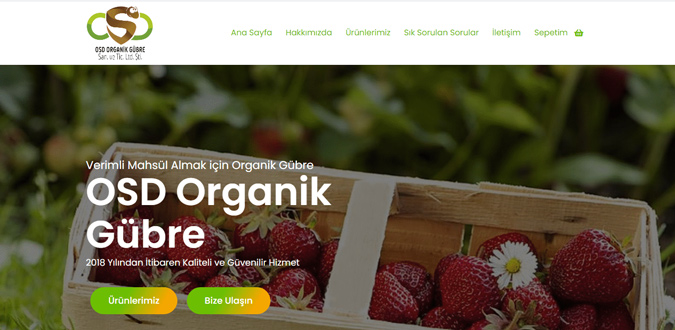 OSD
OSD ORGANİK GÜBRE
San. ve Tic. Ltd. Şti.
Ana Sayfa Hakkımızda Ürünlerimiz Sık Sorulan Sorular İletişim Sepetim
Verimli Mahsül Almak için Organik Gübre
OSD Organik
Gübre
2018 Yılından İtibaren Kaliteli ve Güvenilir Hizmet
Ürünlerimiz Bize Ulaşın